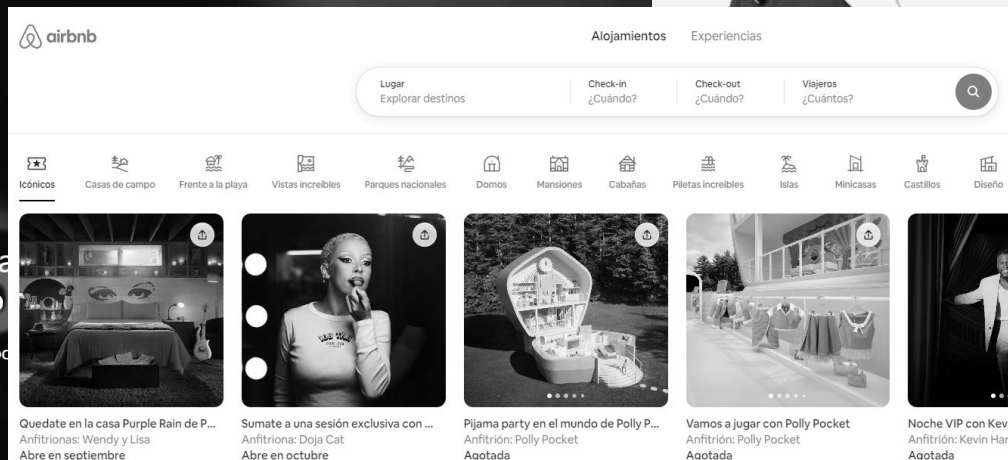 airbnb
Alojamientos Experiencias
Lugar Check-in Check-out Viajeros
Explorar destinos ¿Cuándo? ¿Cuándo? ¿Cuántos?
Icónicos Casas de campo Frente a la playa Vistas increíbles Parques nacionales Domos Mansiones Cabañas Piletas increíbles Islas Minicasas Castillos Diseño
Quedate en la casa Purple Rain de P... Sumate a una sesión exclusiva con ... Pijama party en el mundo de Polly P... Vamos a jugar con Polly Pocket Noche VIP con Kev
Anfitrionas: Wendy y Lisa Anfitriona: Doja Cat Anfitrión: Polly Pocket Anfitrión: Polly Pocket Anfitrión: Kevin Har
Abre en septiembre Abre en octubre Agotada Agotada Agotada